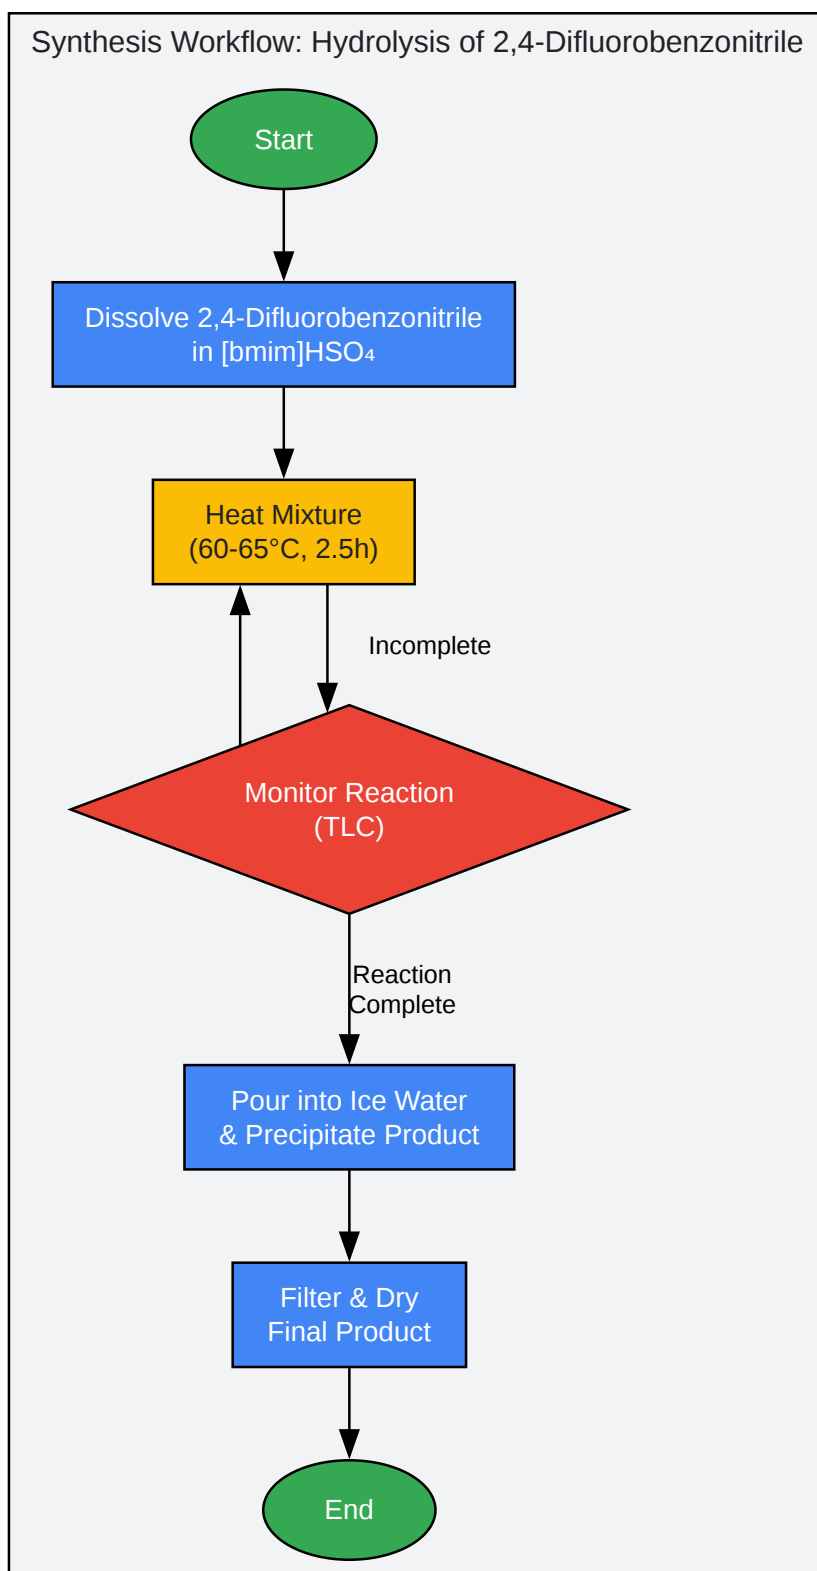 Synthesis Workflow: Hydrolysis of 2,4-Difluorobenzonitrile
Start
Dissolve 2,4-Difluorobenzonitrile
in [bmim]HSO₄
Heat Mixture
(60-65°C, 2.5h)
Incomplete
Monitor Reaction
(TLC)
Reaction
Complete
Pour into Ice Water
& Precipitate Product
Filter & Dry
Final Product
End